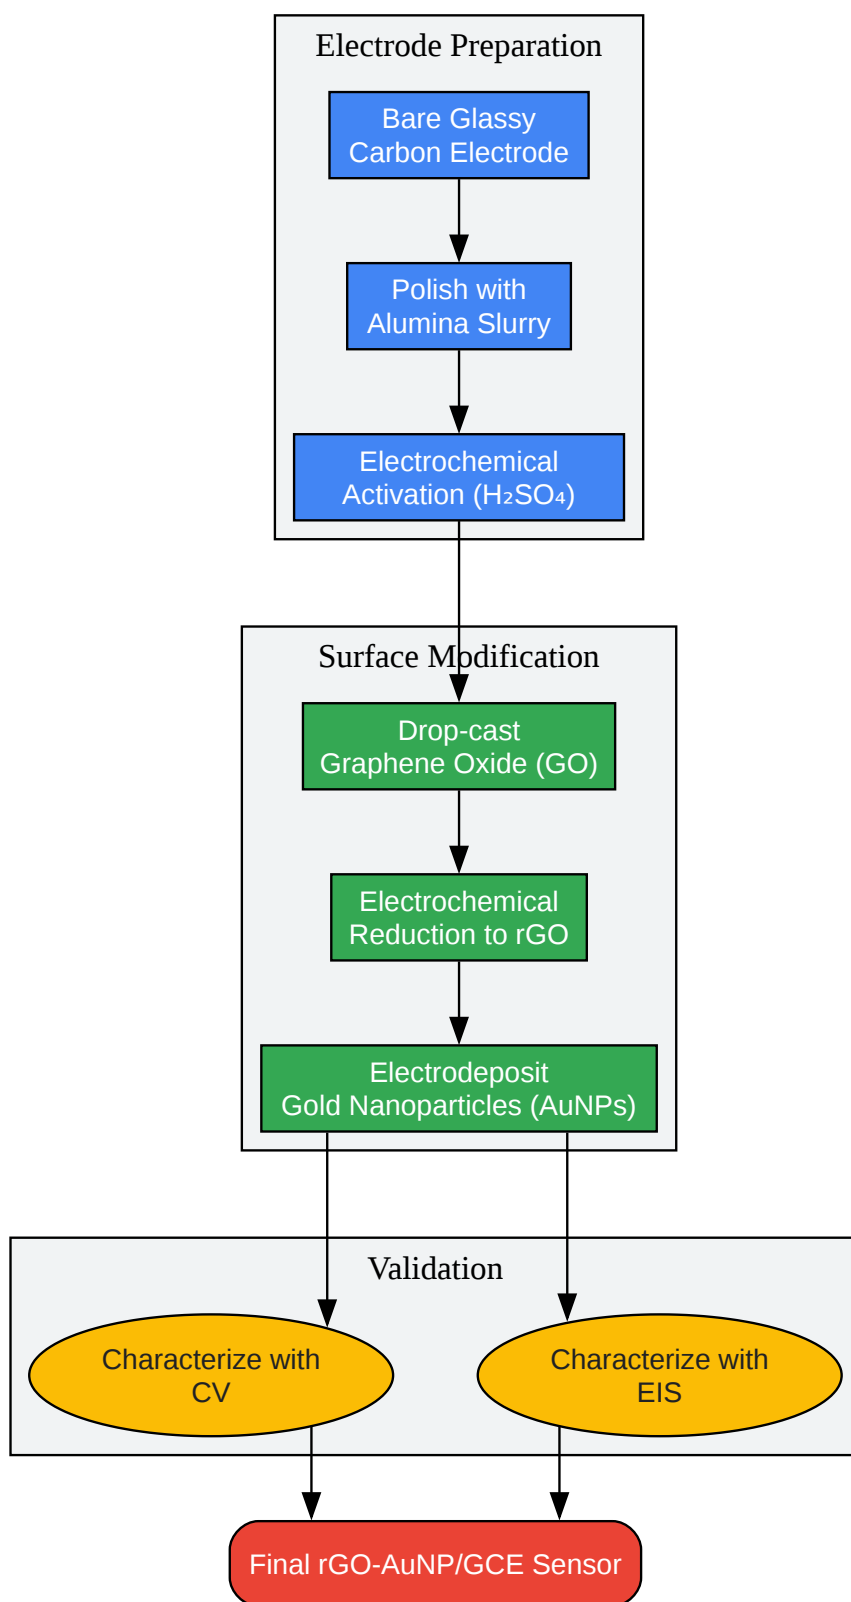 Electrode Preparation
Bare Glassy
Carbon Electrode
Polish with
Alumina Slurry
Electrochemical
Activation (H₂SO₄)
Surface Modification
Drop-cast
Graphene Oxide (GO)
Electrochemical
Reduction to rGO
Electrodeposit
Gold Nanoparticles (AuNPs)
Validation
Characterize with
CV
Characterize with
EIS
Final rGO-AuNP/GCE Sensor